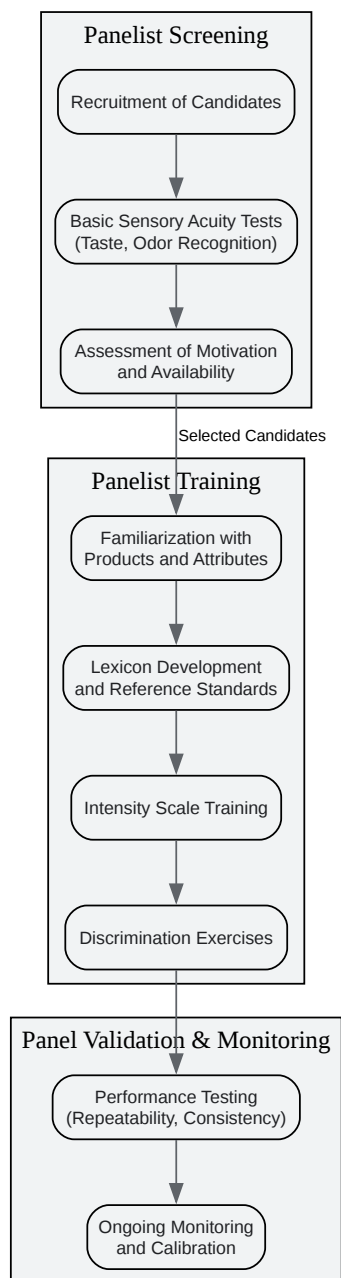 Panelist Screening
Recruitment of Candidates
Basic Sensory Acuity Tests
(Taste, Odor Recognition)
Assessment of Motivation
and Availability
Selected Candidates
Panelist Training
Familiarization with
Products and Attributes
Lexicon Development
and Reference Standards
Intensity Scale Training
Discrimination Exercises
Panel Validation & Monitoring
Performance Testing
(Repeatability, Consistency)
Ongoing Monitoring
and Calibration